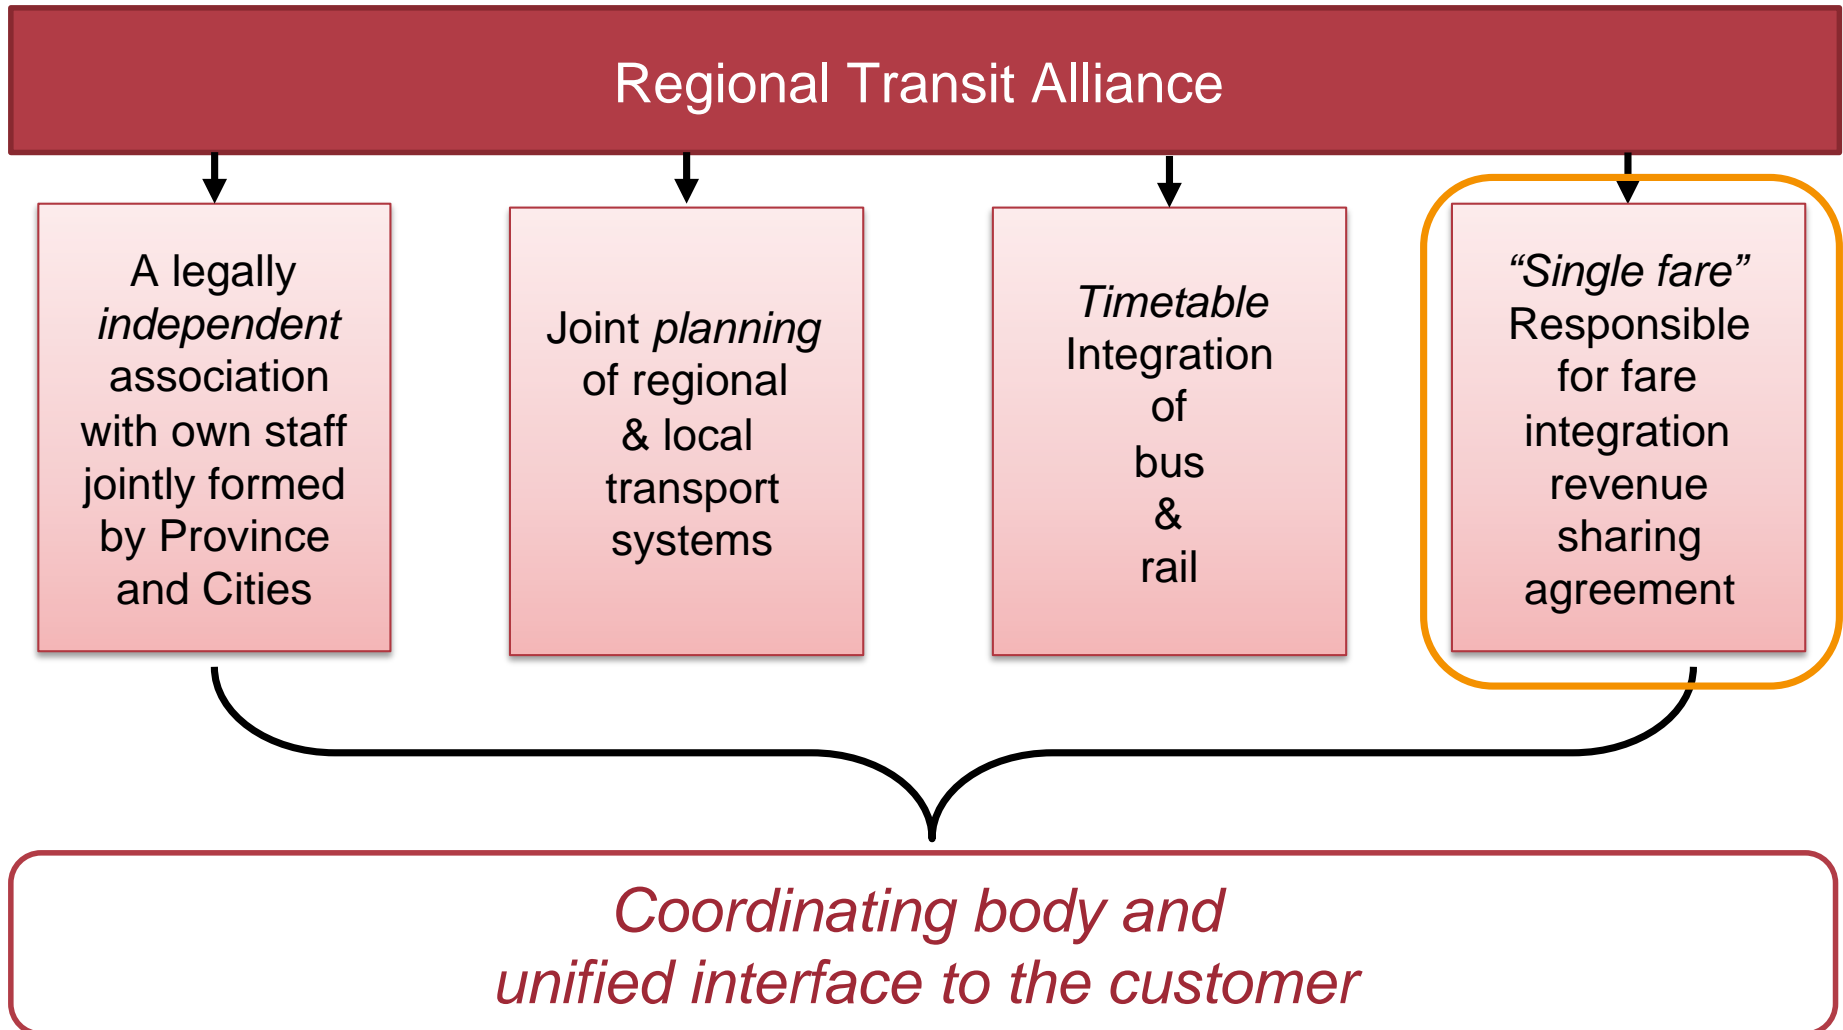 Regional Transit Alliance
A legally
independent
association
with own staff
jointly formed
by Province
and Cities
Joint planning
of regional
& local
transport
systems
Timetable
Integration
of
bus
&
rail
“Single fare”
Responsible
for fare
integration
revenue
sharing
agreement
Coordinating body and
unified interface to the customer